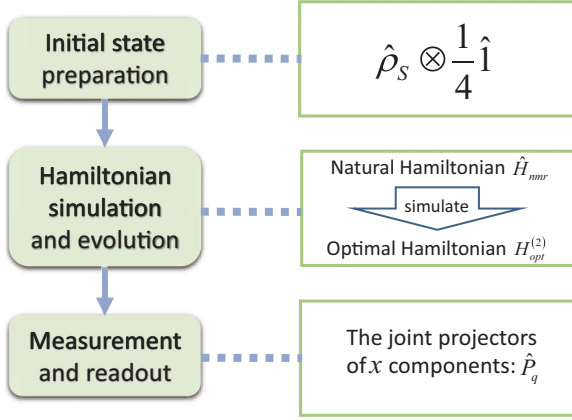 Initial state
preparation
ρ̂_S ⊗ 1/4 1̂
Hamiltonian
simulation
and evolution
Natural Hamiltonian Ĥ_nmr
simulate
Optimal Hamiltonian H_opt^(2)
Measurement
and readout
The joint projectors
of x components: P̂_q